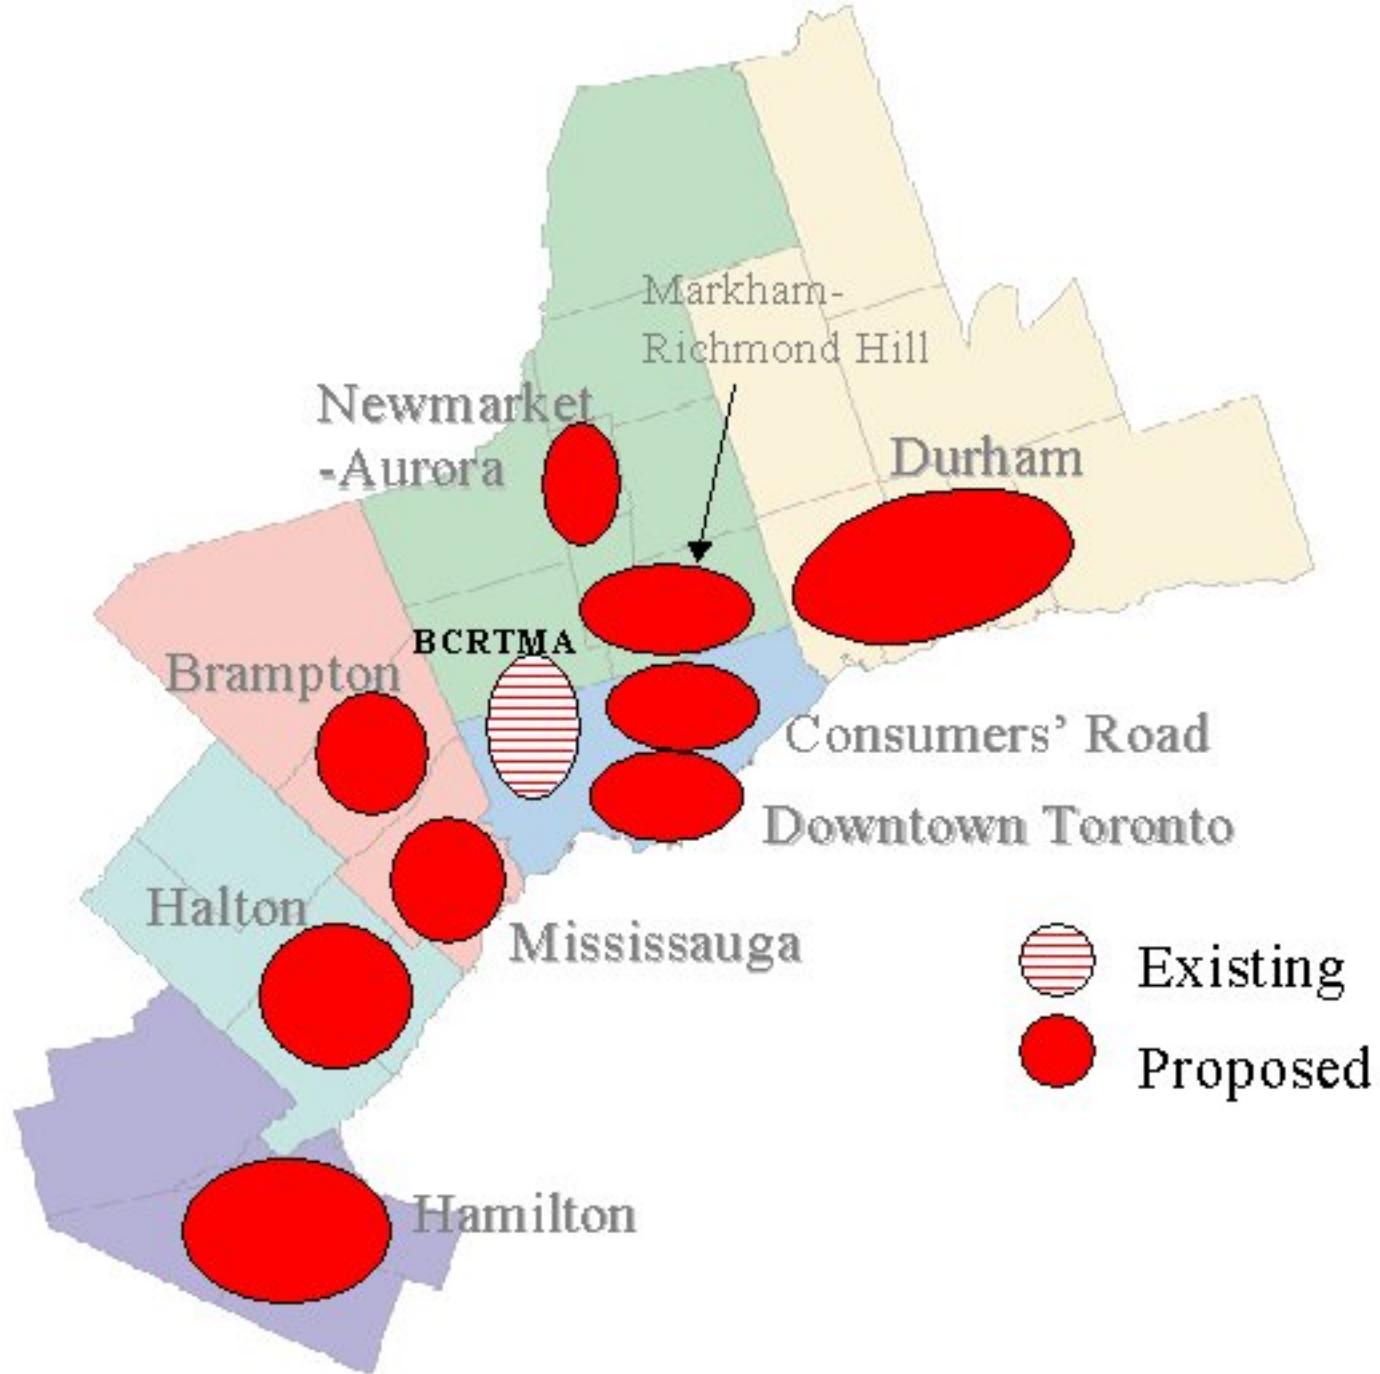 Markham-
Richmond Hill
Newmarket
-Aurora
Durham
BCRTMA
Brampton
Consumers’ Road
Downtown Toronto
Halton
Mississauga
Existing
Proposed
Hamilton